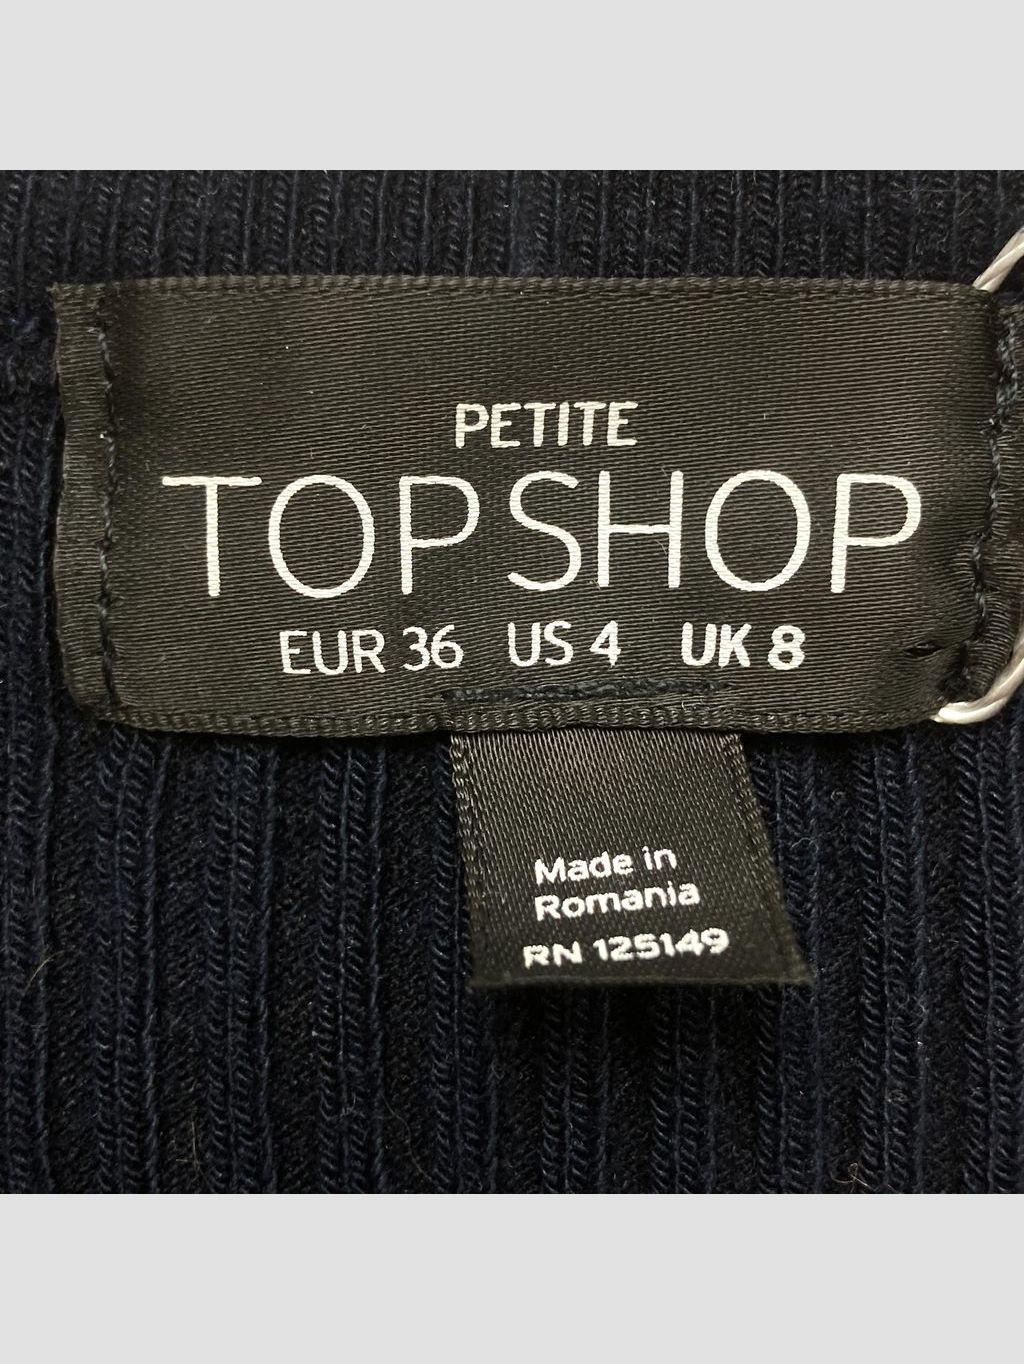 PETITE
TOPSHOP
EUR 36 US 4 UK 8
Made in
Romania
RN 125149